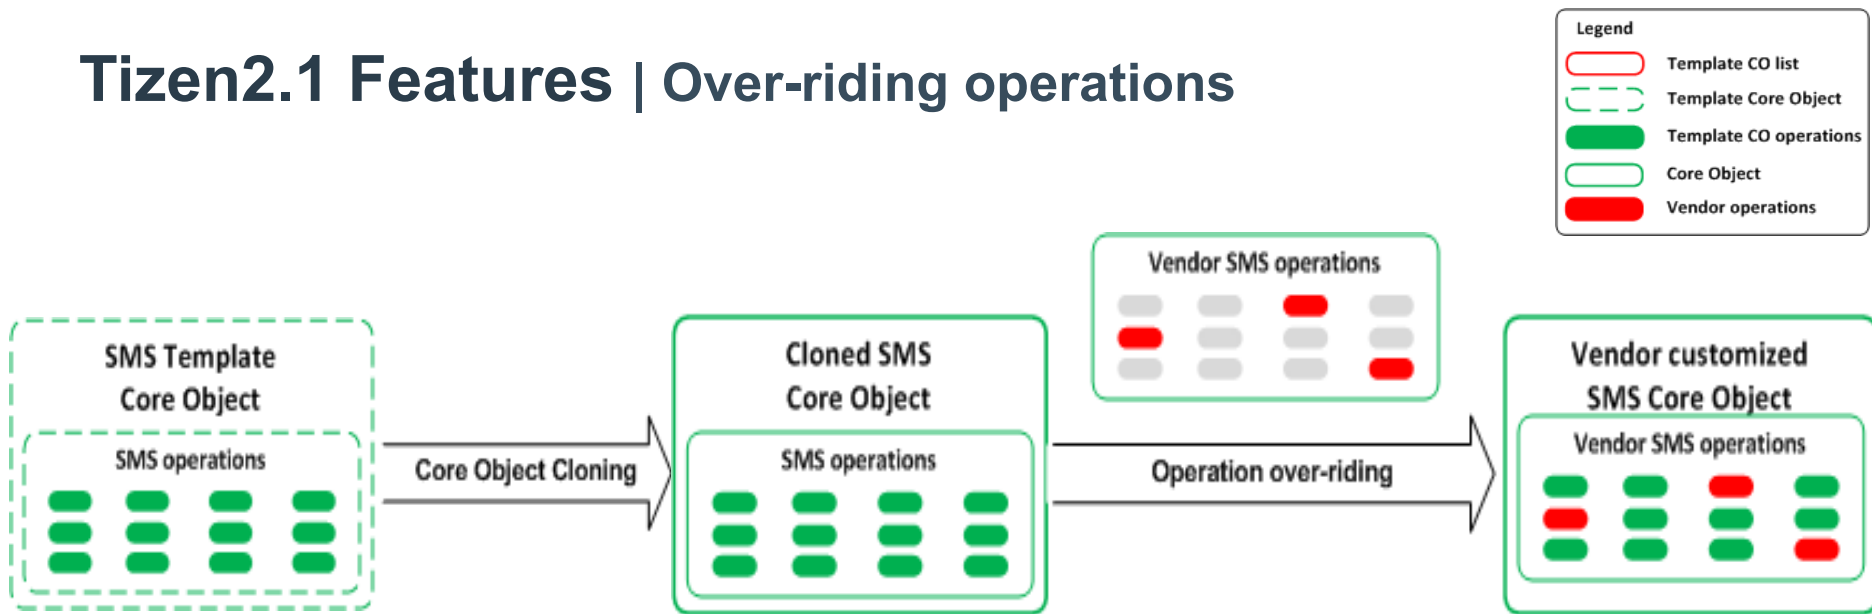 Tizen2.1 Features | Over-riding operations
Legend
Template CO list
Template Core Object
Template CO operations
Core Object
Vendor operations
SMS Template
Core Object
SMS operations
Core Object Cloning
Cloned SMS
Core Object
SMS operations
Vendor SMS operations
Operation over-riding
Vendor customized
SMS Core Object
Vendor SMS operations